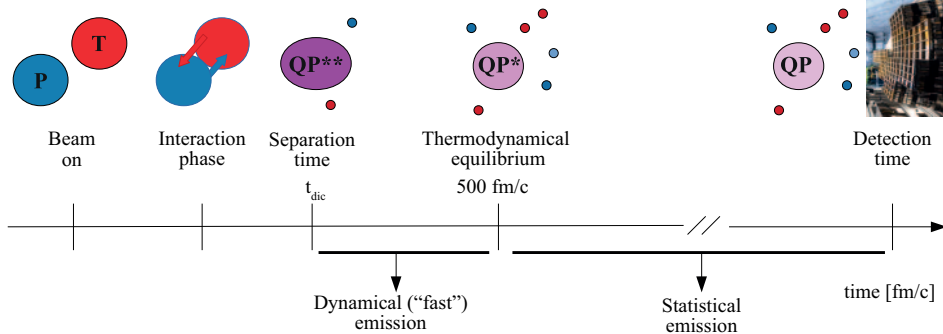 P
T
QP**
QP*
QP
Beam
on
Interaction
phase
Separation
time
t_dic
Thermodynamical
equilibrium
500 fm/c
Detection
time
Dynamical (“fast”)
emission
Statistical
emission
time [fm/c]